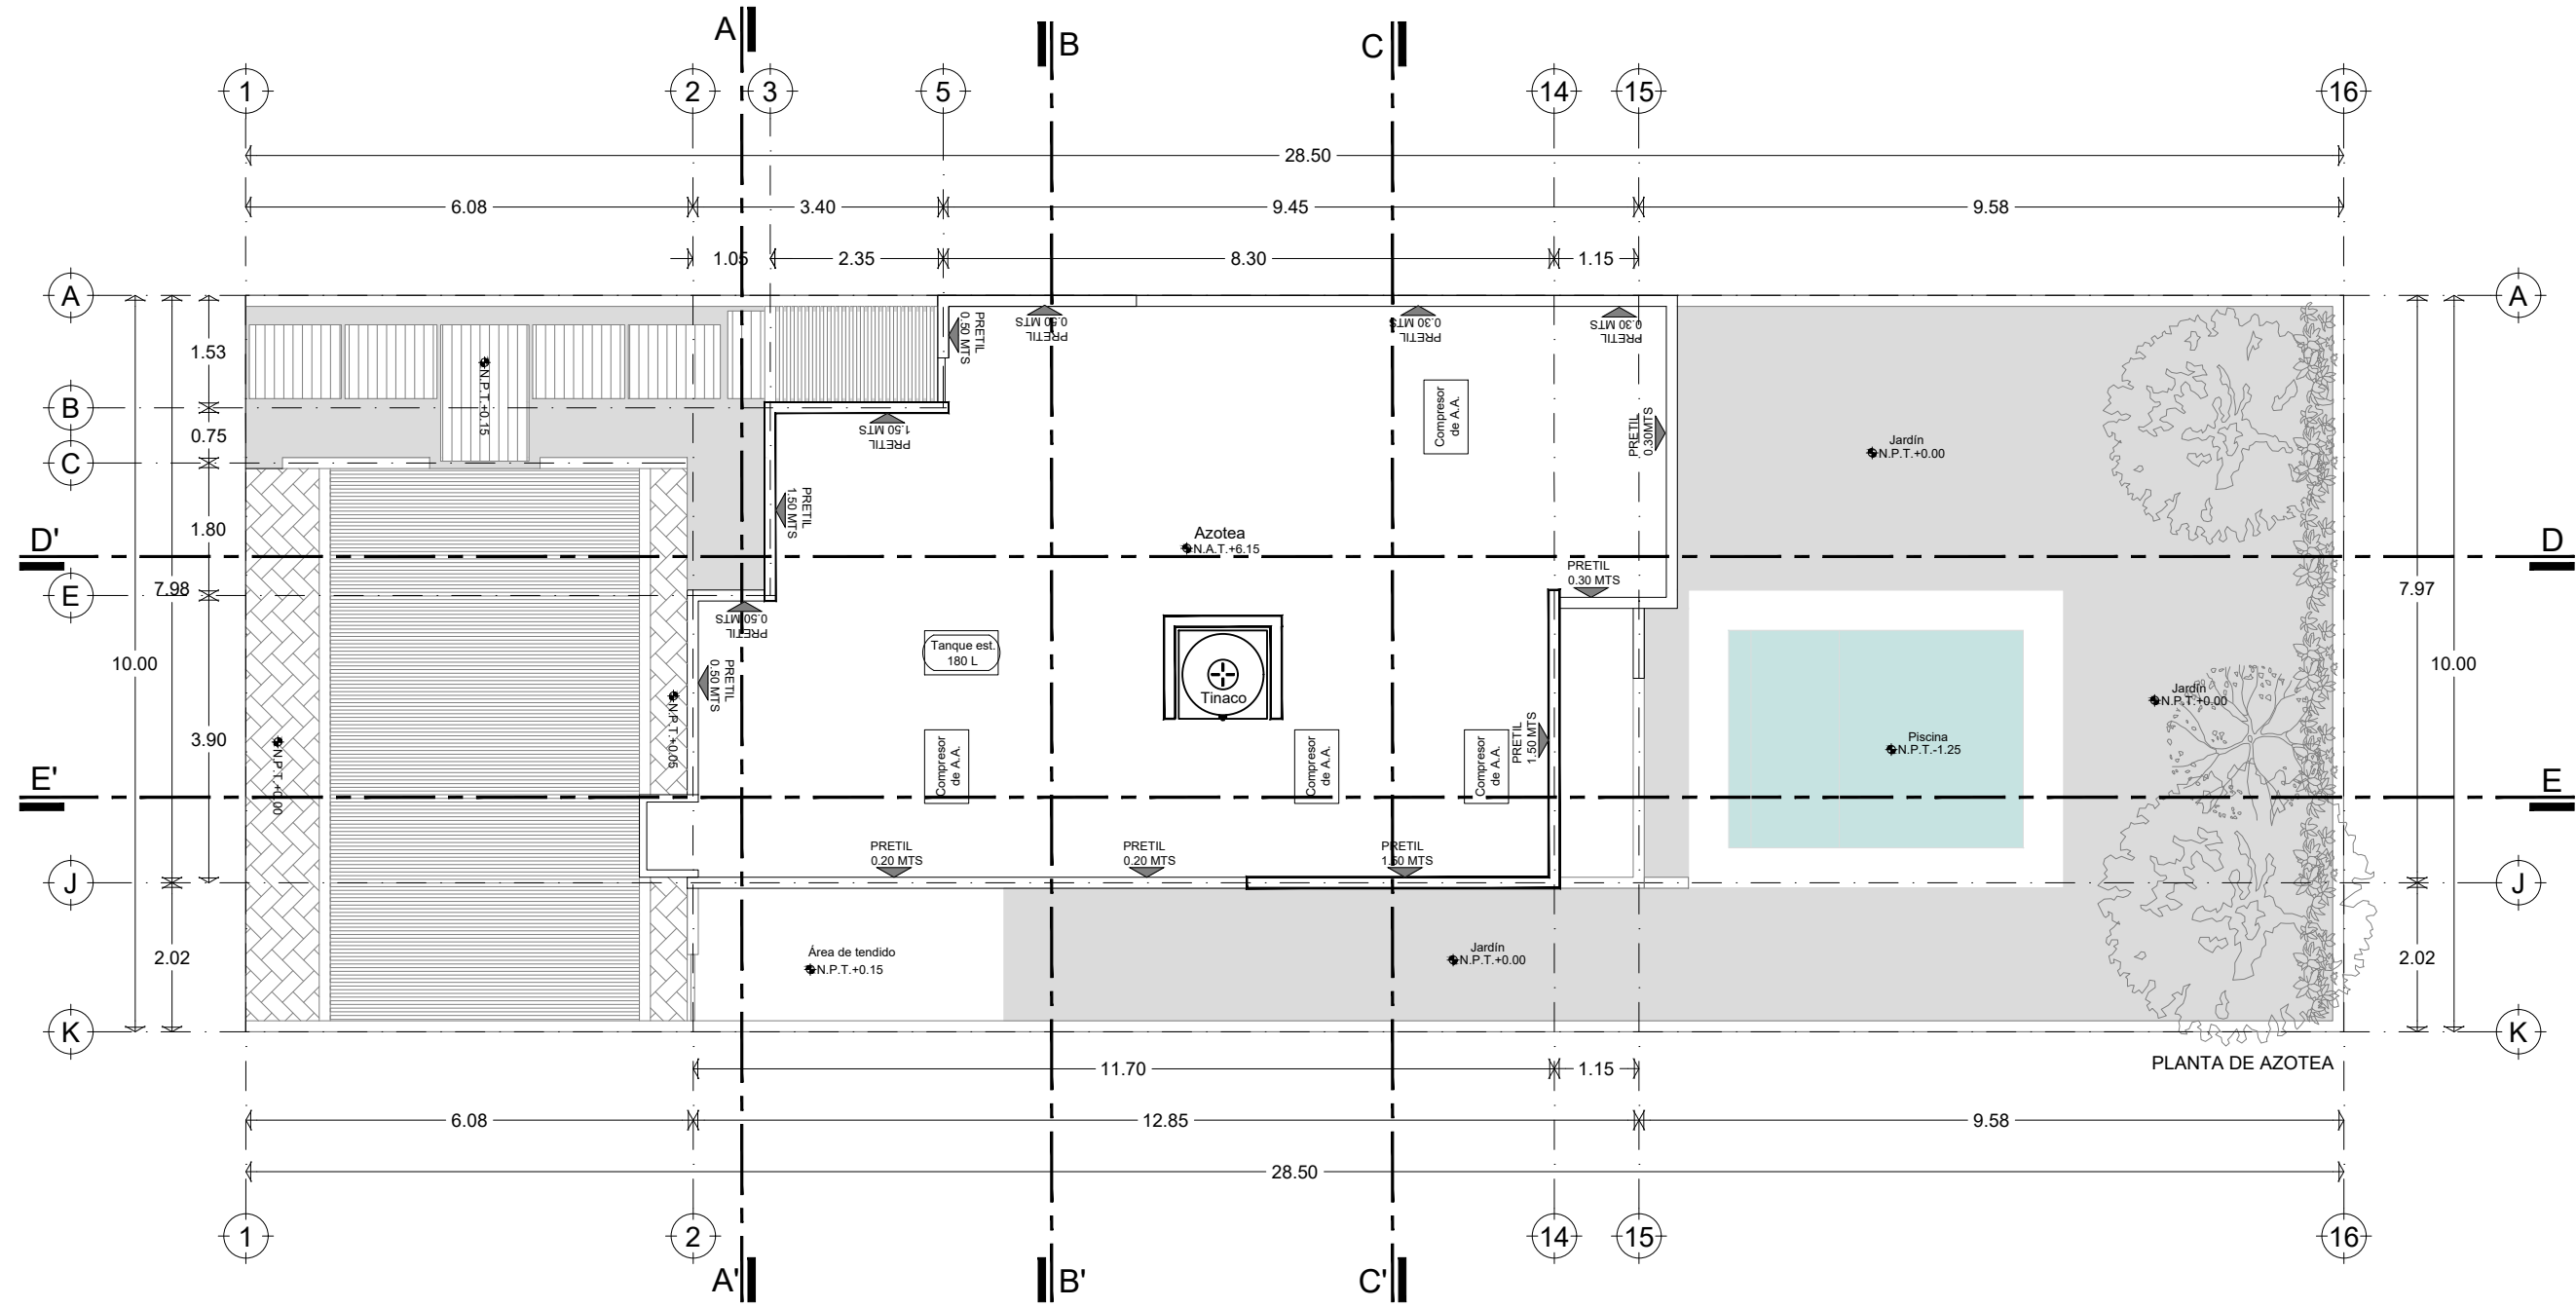 A
B
C
1
2
3
5
14
15
16
28.50
6.08
3.40
9.45
9.58
1.05
2.35
8.30
1.15
A
A
PRETIL
0.50 MTS
PRETIL
0.50 MTS
PRETIL
0.30 MTS
PRETIL
0.30 MTS
1.53
N.P.T.+0.15
B
0.75
PRETIL
1.50 MTS
Compresor
de A.A.
PRETIL
0.30MTS
Jardín
N.P.T.+0.00
C
PRETIL
1.50 MTS
1.80
D'
Azotea
N.A.T.+6.15
D
PRETIL
0.30 MTS
7.98
7.97
E
PRETIL
0.50 MTS
10.00
Tanque est.
180 L
10.00
PRETIL
0.50 MTS
Tinaco
Jardín
N.P.T.+0.00
N.P.T.+0.05
3.90
N.P.T.+0.00
Compresor
de A.A.
Compresor
de A.A.
Compresor
de A.A.
PRETIL
1.50 MTS
Piscina
N.P.T.-1.25
E'
E
PRETIL
0.20 MTS
PRETIL
0.20 MTS
PRETIL
1.50 MTS
J
J
2.02
Área de tendido
N.P.T.+0.15
Jardín
N.P.T.+0.00
2.02
K
K
PLANTA DE AZOTEA
11.70
1.15
6.08
12.85
9.58
28.50
1
2
14
15
16
A'
B'
C'